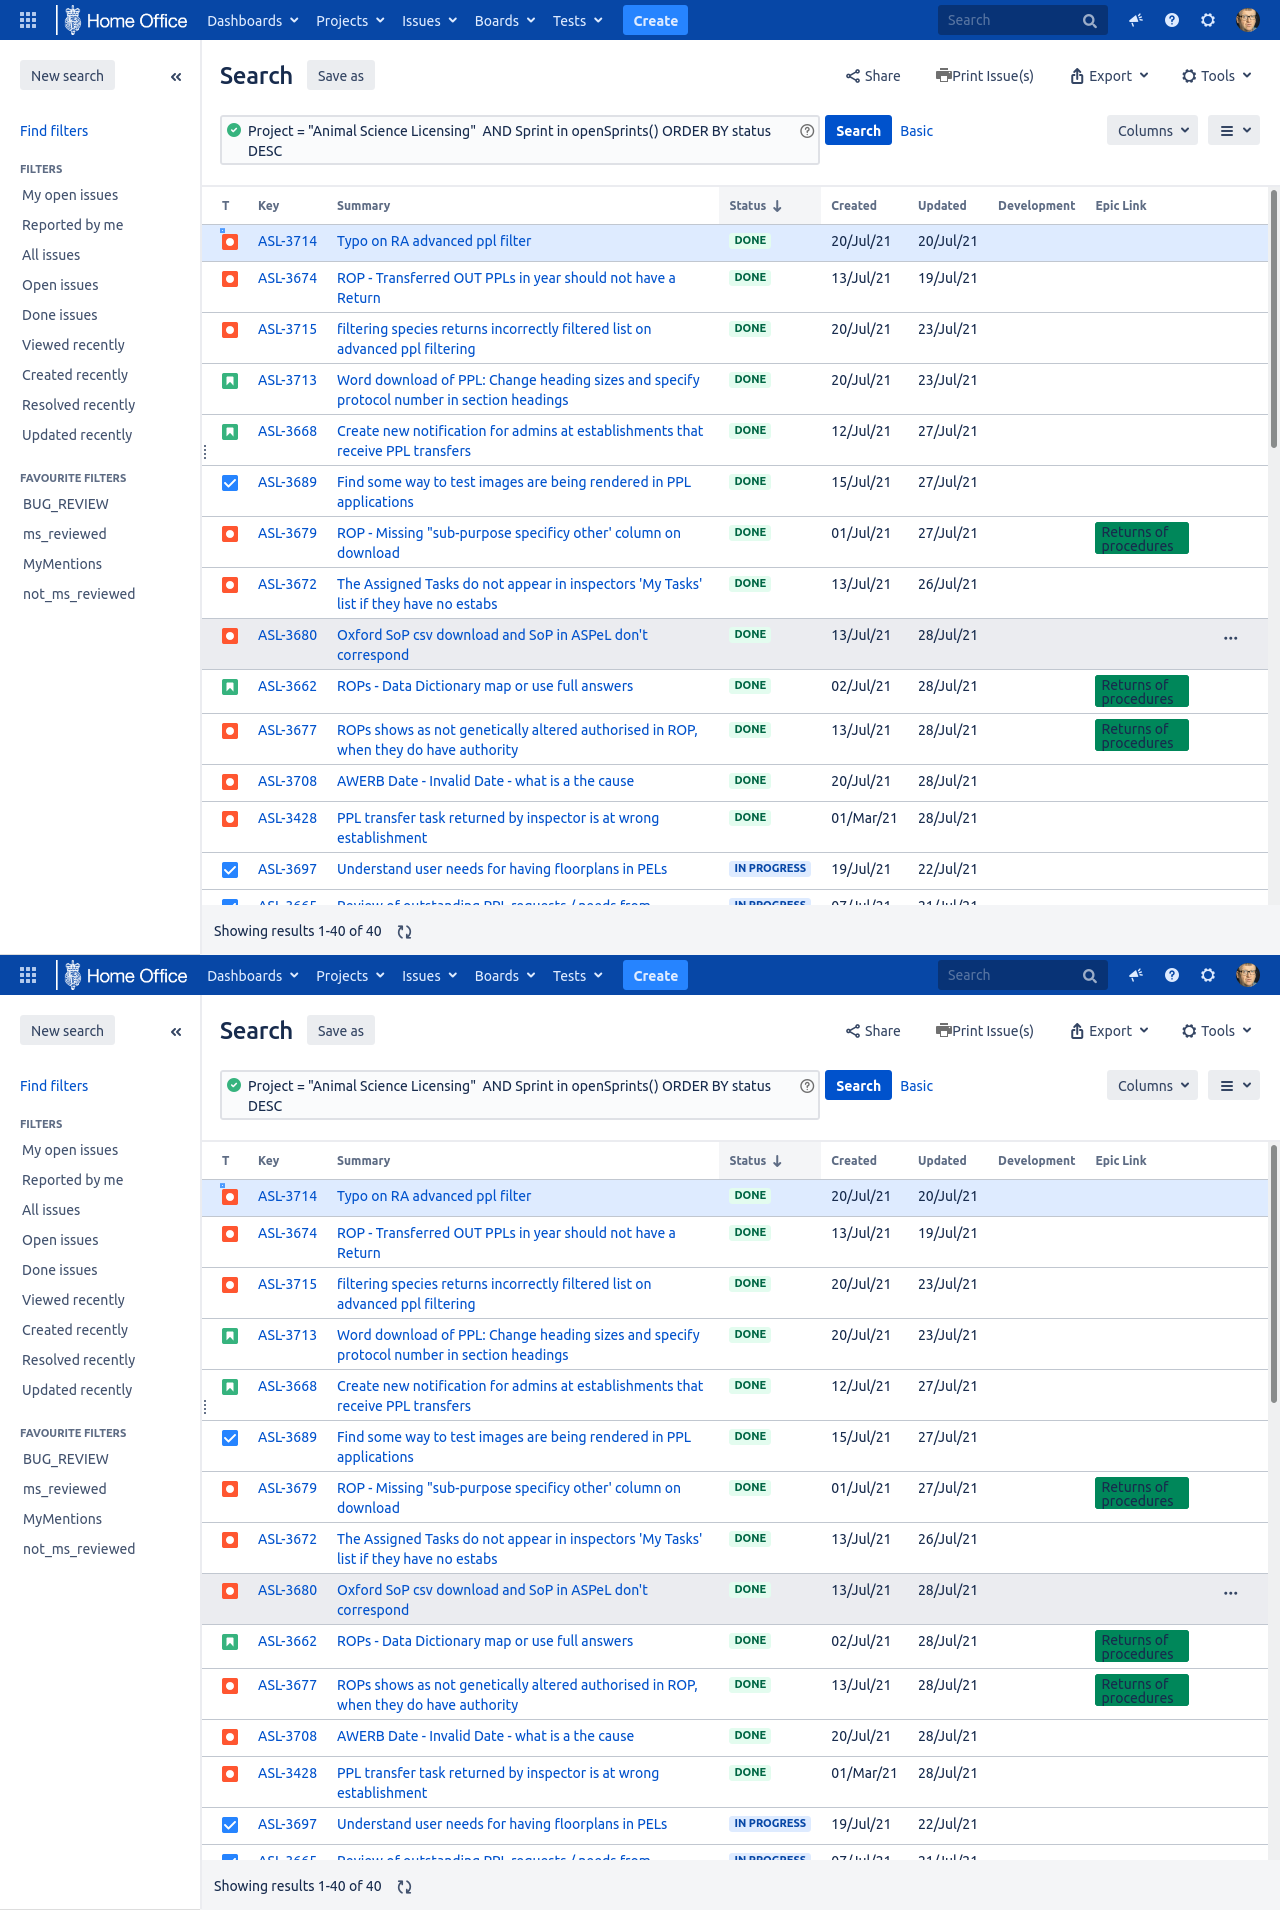 Home Office Dashboards Projects Issues Boards Tests Create Search
New search
Search Save as Share Print Issue(s) Export Tools
Find filters
Project = "Animal Science Licensing"  AND Sprint in openSprints() ORDER BY status
DESC
Search Basic Columns
FILTERS
My open issues
Reported by me
All issues
Open issues
Done issues
Viewed recently
Created recently
Resolved recently
Updated recently
FAVOURITE FILTERS
BUG_REVIEW
ms_reviewed
MyMentions
not_ms_reviewed
T Key Summary Status Created Updated Development Epic Link
ASL-3714 Typo on RA advanced ppl filter DONE 20/Jul/21 20/Jul/21
ASL-3674 ROP - Transferred OUT PPLs in year should not have a DONE 13/Jul/21 19/Jul/21
Return
ASL-3715 filtering species returns incorrectly filtered list on DONE 20/Jul/21 23/Jul/21
advanced ppl filtering
ASL-3713 Word download of PPL: Change heading sizes and specify DONE 20/Jul/21 23/Jul/21
protocol number in section headings
ASL-3668 Create new notification for admins at establishments that DONE 12/Jul/21 27/Jul/21
receive PPL transfers
ASL-3689 Find some way to test images are being rendered in PPL DONE 15/Jul/21 27/Jul/21
applications
ASL-3679 ROP - Missing "sub-purpose specificy other' column on DONE 01/Jul/21 27/Jul/21 Returns of
download procedures
ASL-3672 The Assigned Tasks do not appear in inspectors 'My Tasks' DONE 13/Jul/21 26/Jul/21
list if they have no estabs
ASL-3680 Oxford SoP csv download and SoP in ASPeL don't DONE 13/Jul/21 28/Jul/21
correspond
ASL-3662 ROPs - Data Dictionary map or use full answers DONE 02/Jul/21 28/Jul/21 Returns of
procedures
ASL-3677 ROPs shows as not genetically altered authorised in ROP, DONE 13/Jul/21 28/Jul/21 Returns of
when they do have authority procedures
ASL-3708 AWERB Date - Invalid Date - what is a the cause DONE 20/Jul/21 28/Jul/21
ASL-3428 PPL transfer task returned by inspector is at wrong DONE 01/Mar/21 28/Jul/21
establishment
ASL-3697 Understand user needs for having floorplans in PELs IN PROGRESS 19/Jul/21 22/Jul/21
ASL-3665 Review of outstanding PPL requests / needs from IN PROGRESS 07/Jul/21 21/Jul/21
Showing results 1-40 of 40
Home Office Dashboards Projects Issues Boards Tests Create Search
New search
Search Save as Share Print Issue(s) Export Tools
Find filters
Project = "Animal Science Licensing"  AND Sprint in openSprints() ORDER BY status
DESC
Search Basic Columns
FILTERS
My open issues
Reported by me
All issues
Open issues
Done issues
Viewed recently
Created recently
Resolved recently
Updated recently
FAVOURITE FILTERS
BUG_REVIEW
ms_reviewed
MyMentions
not_ms_reviewed
T Key Summary Status Created Updated Development Epic Link
ASL-3714 Typo on RA advanced ppl filter DONE 20/Jul/21 20/Jul/21
ASL-3674 ROP - Transferred OUT PPLs in year should not have a DONE 13/Jul/21 19/Jul/21
Return
ASL-3715 filtering species returns incorrectly filtered list on DONE 20/Jul/21 23/Jul/21
advanced ppl filtering
ASL-3713 Word download of PPL: Change heading sizes and specify DONE 20/Jul/21 23/Jul/21
protocol number in section headings
ASL-3668 Create new notification for admins at establishments that DONE 12/Jul/21 27/Jul/21
receive PPL transfers
ASL-3689 Find some way to test images are being rendered in PPL DONE 15/Jul/21 27/Jul/21
applications
ASL-3679 ROP - Missing "sub-purpose specificy other' column on DONE 01/Jul/21 27/Jul/21 Returns of
download procedures
ASL-3672 The Assigned Tasks do not appear in inspectors 'My Tasks' DONE 13/Jul/21 26/Jul/21
list if they have no estabs
ASL-3680 Oxford SoP csv download and SoP in ASPeL don't DONE 13/Jul/21 28/Jul/21
correspond
ASL-3662 ROPs - Data Dictionary map or use full answers DONE 02/Jul/21 28/Jul/21 Returns of
procedures
ASL-3677 ROPs shows as not genetically altered authorised in ROP, DONE 13/Jul/21 28/Jul/21 Returns of
when they do have authority procedures
ASL-3708 AWERB Date - Invalid Date - what is a the cause DONE 20/Jul/21 28/Jul/21
ASL-3428 PPL transfer task returned by inspector is at wrong DONE 01/Mar/21 28/Jul/21
establishment
ASL-3697 Understand user needs for having floorplans in PELs IN PROGRESS 19/Jul/21 22/Jul/21
ASL-3665 Review of outstanding PPL requests / needs from IN PROGRESS 07/Jul/21 21/Jul/21
Showing results 1-40 of 40